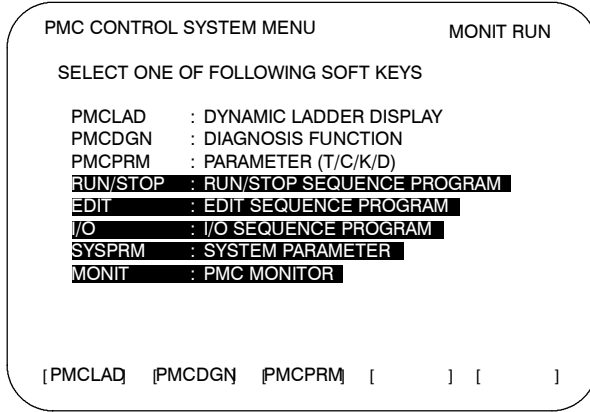 PMC CONTROL SYSTEM MENU MONIT RUN
SELECT ONE OF FOLLOWING SOFT KEYS
PMCLAD : DYNAMIC LADDER DISPLAY
PMCDGN : DIAGNOSIS FUNCTION
PMCPRM : PARAMETER (T/C/K/D)
RUN/STOP : RUN/STOP SEQUENCE PROGRAM
EDIT : EDIT SEQUENCE PROGRAM
I/O : I/O SEQUENCE PROGRAM
SYSPRM : SYSTEM PARAMETER
MONIT : PMC MONITOR
[PMCLAD] [PMCDGN] [PMCPRM] [ ] [ ]